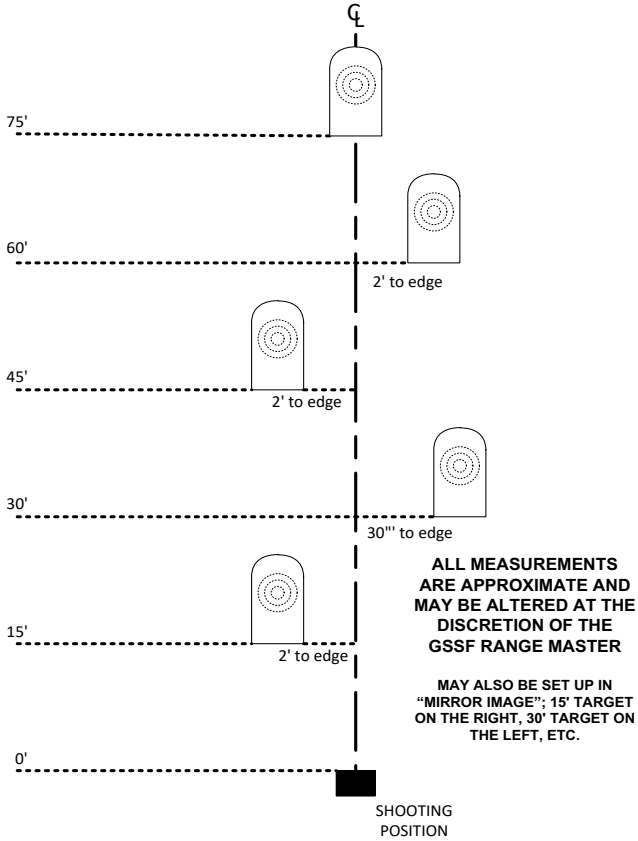 ℄
75'
60'
2' to edge
45'
2' to edge
30'
30"' to edge
ALL MEASUREMENTS
ARE APPROXIMATE AND
MAY BE ALTERED AT THE
DISCRETION OF THE
GSSF RANGE MASTER
15'
2' to edge
MAY ALSO BE SET UP IN
“MIRROR IMAGE”; 15' TARGET
ON THE RIGHT, 30' TARGET ON
THE LEFT, ETC.
0'
SHOOTING
POSITION